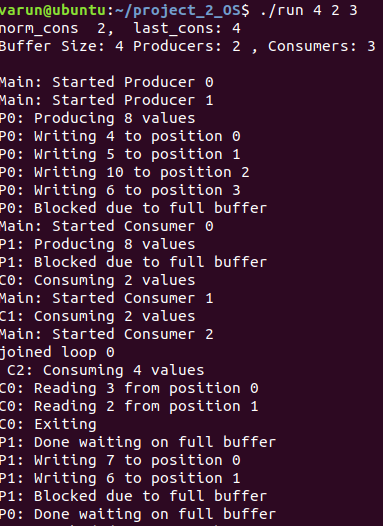 varun@ubuntu:~/project_2_OS$ ./run 4 2 3
norm_cons  2,  last_cons: 4
Buffer Size: 4 Producers: 2 , Consumers: 3
Main: Started Producer 0
Main: Started Producer 1
P0: Producing 8 values
P0: Writing 4 to position 0
P0: Writing 5 to position 1
P0: Writing 10 to position 2
P0: Writing 6 to position 3
P0: Blocked due to full buffer
Main: Started Consumer 0
P1: Producing 8 values
P1: Blocked due to full buffer
C0: Consuming 2 values
Main: Started Consumer 1
C1: Consuming 2 values
Main: Started Consumer 2
joined loop 0
 C2: Consuming 4 values
C0: Reading 3 from position 0
C0: Reading 2 from position 1
C0: Exiting
P1: Done waiting on full buffer
P1: Writing 7 to position 0
P1: Writing 6 to position 1
P1: Blocked due to full buffer
P0: Done waiting on full buffer